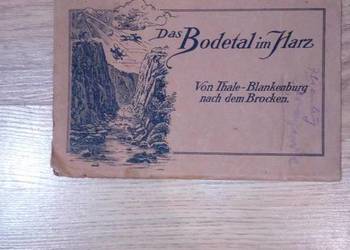 Das Bodetal im Harz
Von Thale-Blankenburg
nach dem Brocken.